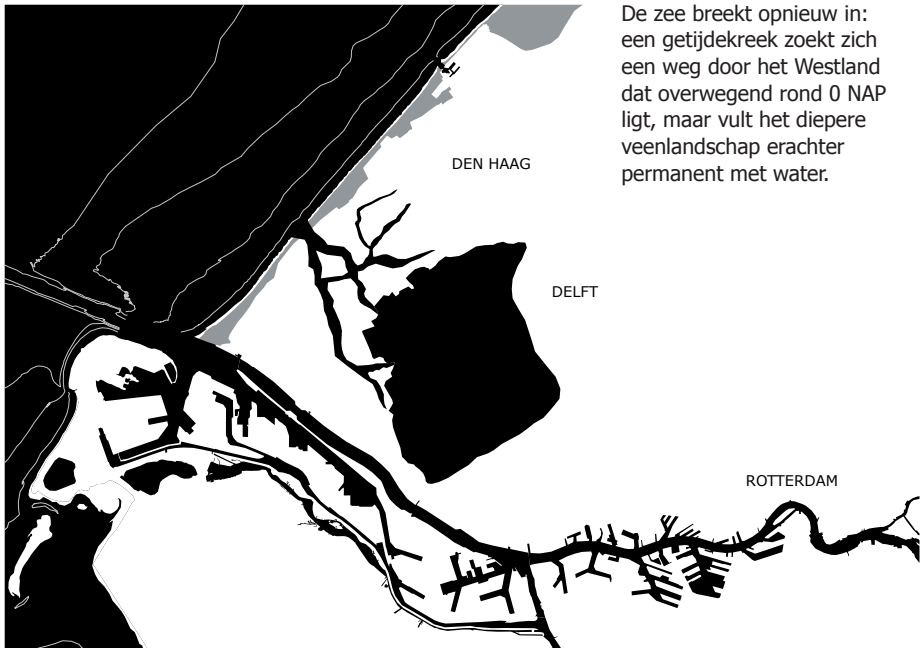 De zee breekt opnieuw in:
een getijdekreek zoekt zich
een weg door het Westland
dat overwegend rond 0 NAP
ligt, maar vult het diepere
veenlandschap erachter
permanent met water.
DEN HAAG
DELFT
ROTTERDAM